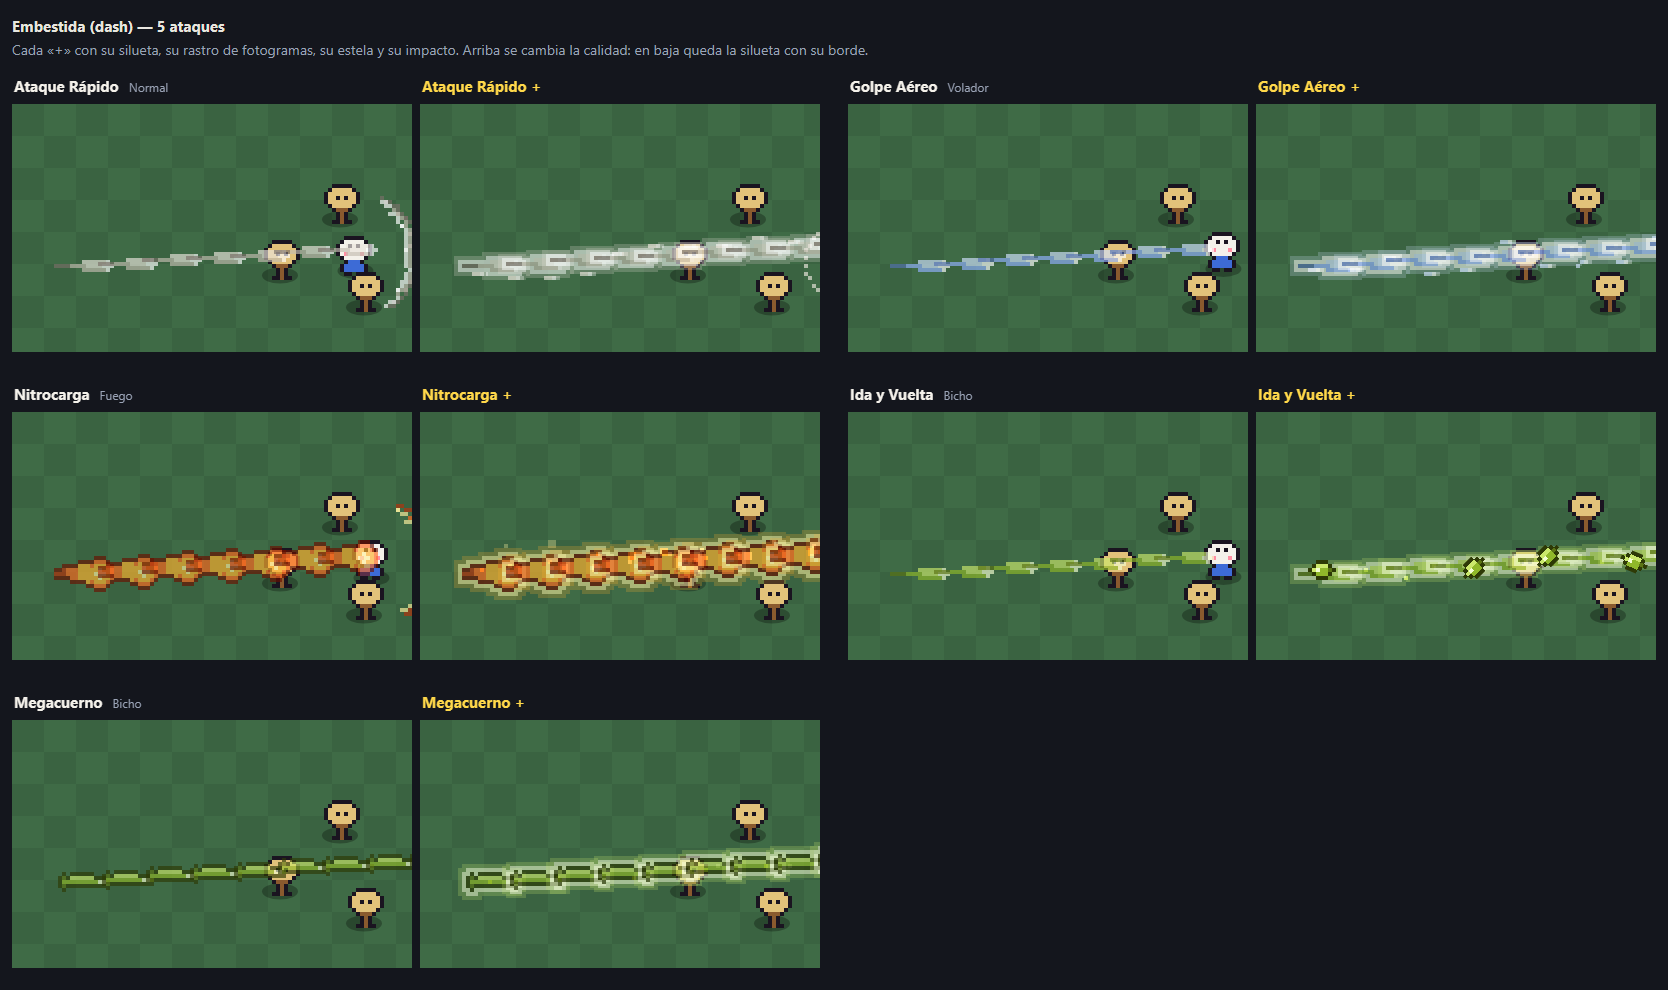 Embestida (dash) — 5 ataques
Cada «+» con su silueta, su rastro de fotogramas, su estela y su impacto. Arriba se cambia la calidad: en baja queda la silueta con su borde.
Ataque Rápido Normal
Ataque Rápido +
Golpe Aéreo Volador
Golpe Aéreo +
Nitrocarga Fuego
Nitrocarga +
Ida y Vuelta Bicho
Ida y Vuelta +
Megacuerno Bicho
Megacuerno +